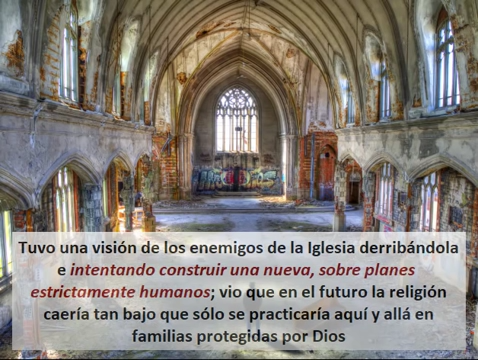 Tuvo una visión de los enemigos de la Iglesia derribándola
e intentando construir una nueva, sobre planes
estrictamente humanos; vio que en el futuro la religión
caería tan bajo que sólo se practicaría aquí y allá en
familias protegidas por Dios